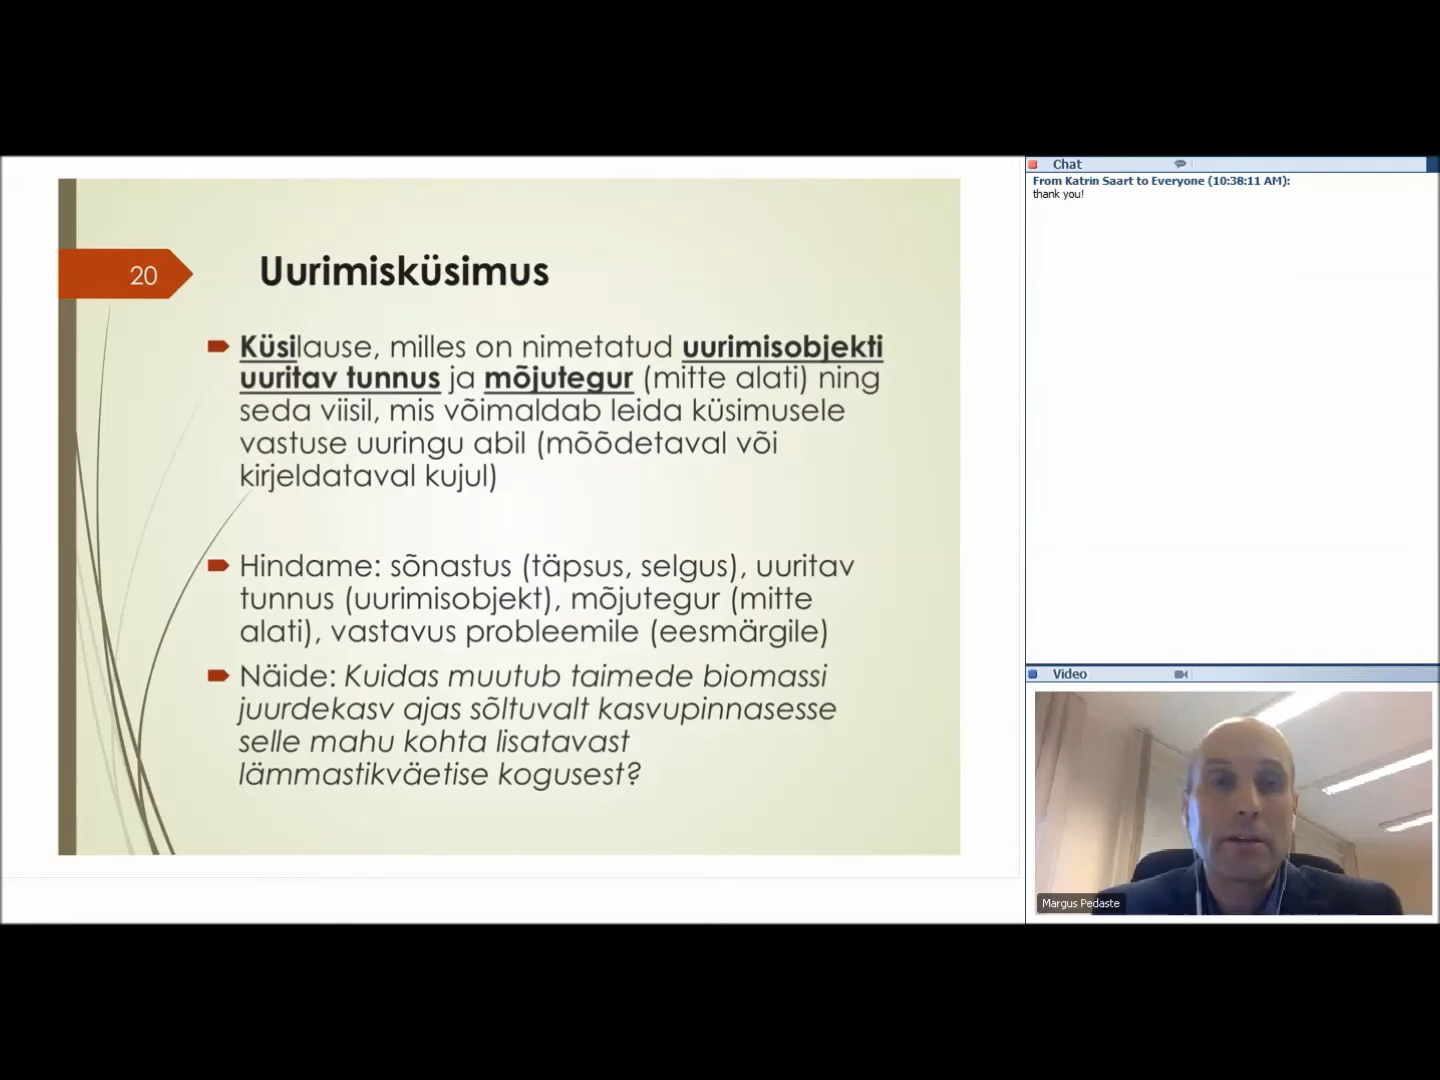 20
Uurimisküsimus
Küsilause, milles on nimetatud uurimisobjekti
uuritav tunnus ja mõjutegur (mitte alati) ning
seda viisil, mis võimaldab leida küsimusele
vastuse uuringu abil (mõõdetaval või
kirjeldataval kujul)
Hindame: sõnastus (täpsus, selgus), uuritav
tunnus (uurimisobjekt), mõjutegur (mitte
alati), vastavus probleemile (eesmärgile)
Näide: Kuidas muutub taimede biomassi
juurdekasv ajas sõltuvalt kasvupinnasesse
selle mahu kohta lisatavast
lämmastikväetise kogusest?
Chat
From Katrin Saart to Everyone (10:38:11 AM):
thank you!
Video
Margus Pedaste